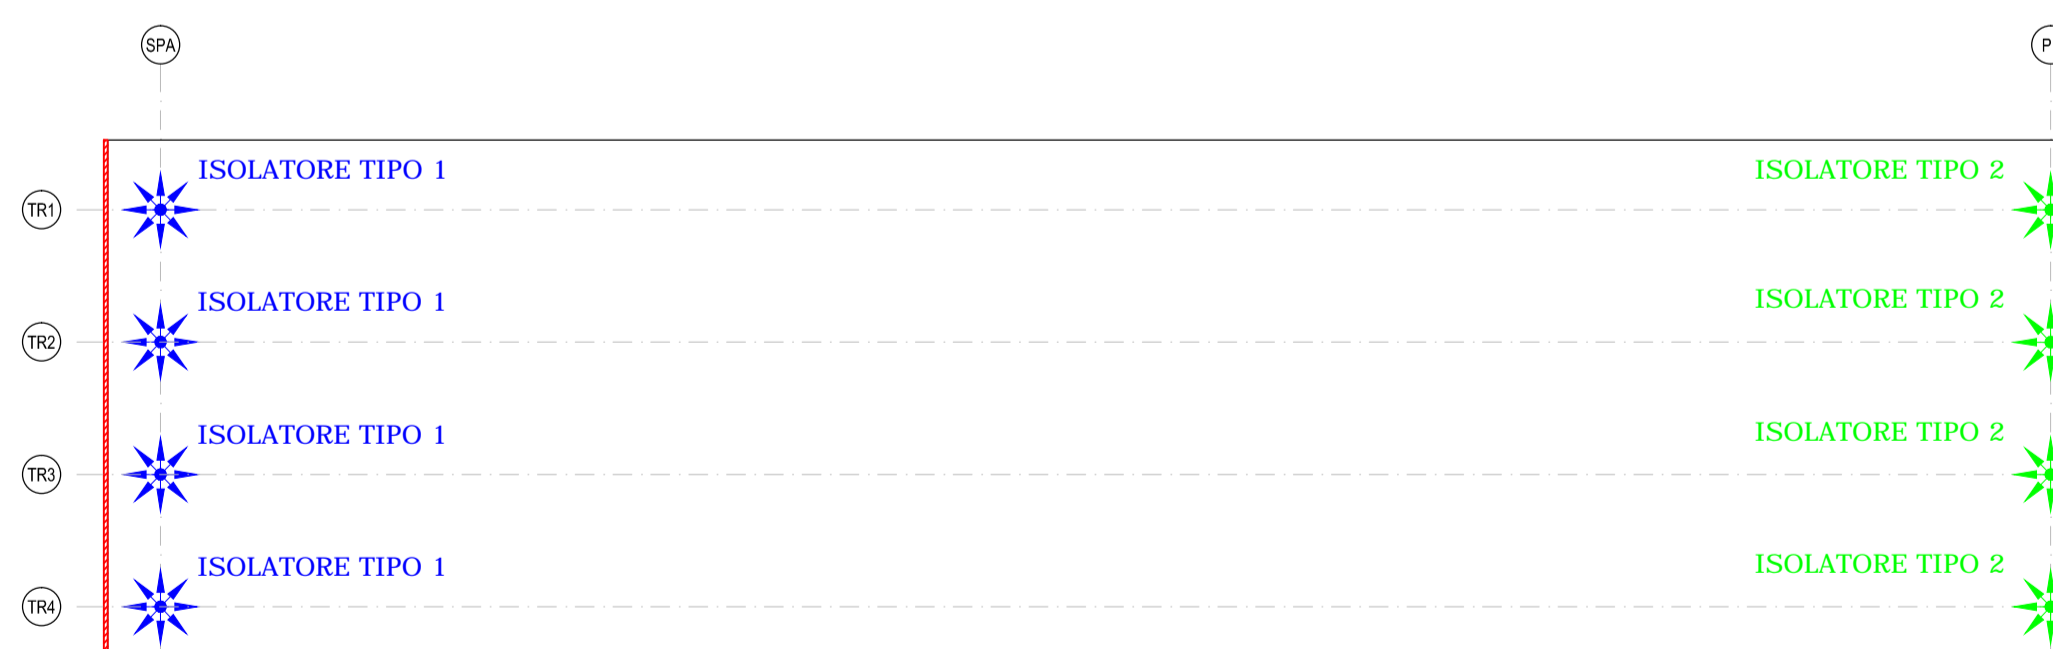 SPA
P
ISOLATORE TIPO 1
ISOLATORE TIPO 2
TR1
ISOLATORE TIPO 1
ISOLATORE TIPO 2
TR2
ISOLATORE TIPO 1
ISOLATORE TIPO 2
TR3
ISOLATORE TIPO 1
ISOLATORE TIPO 2
TR4